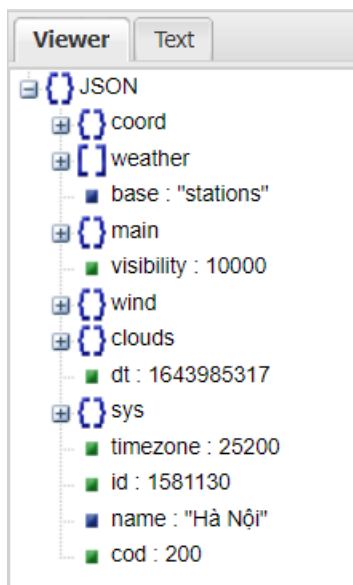 Viewer Text
JSON
coord
weather
base : "stations"
main
visibility : 10000
wind
clouds
dt : 1643985317
sys
timezone : 25200
id : 1581130
name : "Hà Nội"
cod : 200